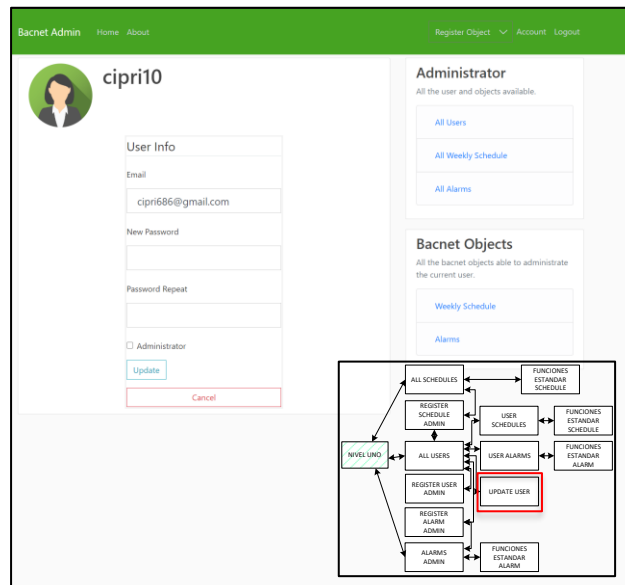 Bacnet Admin Home About Register Object Account Logout
cipri10
User Info
Email
cipri686@gmail.com
New Password
Password Repeat
Administrator
Update
Cancel
Administrator
All the user and objects available.
All Users
All Weekly Schedule
All Alarms
Bacnet Objects
All the bacnet objects able to administrate
the current user.
Weekly Schedule
Alarms
ALL SCHEDULES
FUNCIONES
ESTANDAR
SCHEDULE
REGISTER
SCHEDULE
ADMIN
USER
SCHEDULES
FUNCIONES
ESTANDAR
SCHEDULE
NIVEL UNO
ALL USERS
USER ALARMS
FUNCIONES
ESTANDAR
ALARM
REGISTER USER
ADMIN
UPDATE USER
REGISTER
ALARM
ADMIN
ALARMS
ADMIN
FUNCIONES
ESTANDAR
ALARM